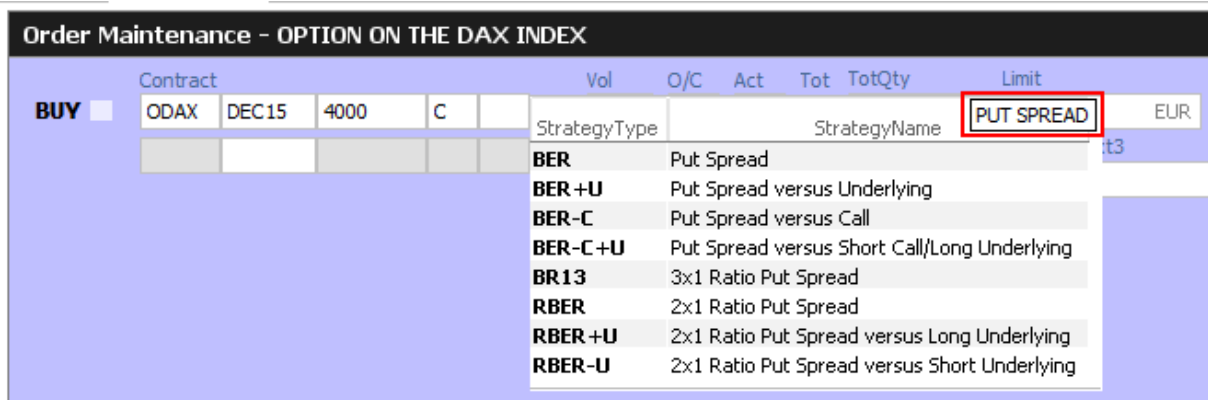 Order Maintenance - OPTION ON THE DAX INDEX
Contract Vol O/C Act Tot TotQty Limit
BUY ODAX DEC15 4000 C EUR
StrategyType StrategyName PUT SPREAD
xt3
BER Put Spread
BER+U Put Spread versus Underlying
BER-C Put Spread versus Call
BER-C+U Put Spread versus Short Call/Long Underlying
BR13 3x1 Ratio Put Spread
RBER 2x1 Ratio Put Spread
RBER+U 2x1 Ratio Put Spread versus Long Underlying
RBER-U 2x1 Ratio Put Spread versus Short Underlying